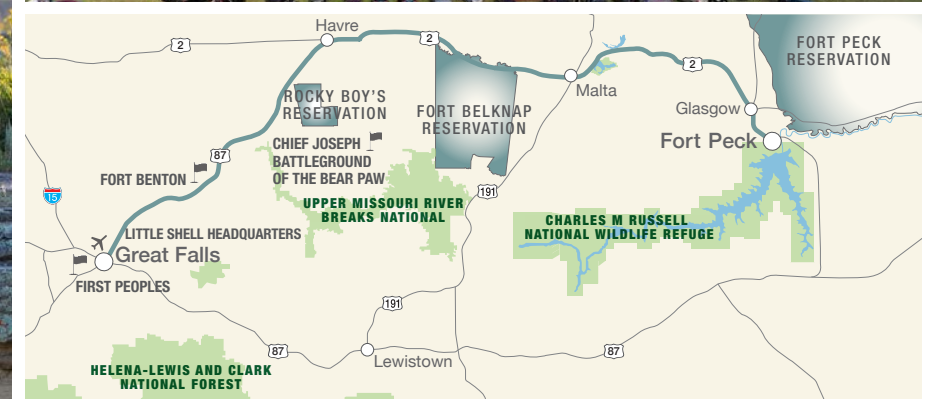 Havre
2
2
FORT PECK
RESERVATION
2
Malta
ROCKY BOY'S
RESERVATION
FORT BELKNAP
RESERVATION
Glasgow
Fort Peck
CHIEF JOSEPH
BATTLEGROUND
OF THE BEAR PAW
87
FORT BENTON
15
191
UPPER MISSOURI RIVER
BREAKS NATIONAL
CHARLES M RUSSELL
NATIONAL WILDLIFE REFUGE
LITTLE SHELL HEADQUARTERS
Great Falls
FIRST PEOPLES
191
87
Lewistown
87
HELENA-LEWIS AND CLARK
NATIONAL FOREST